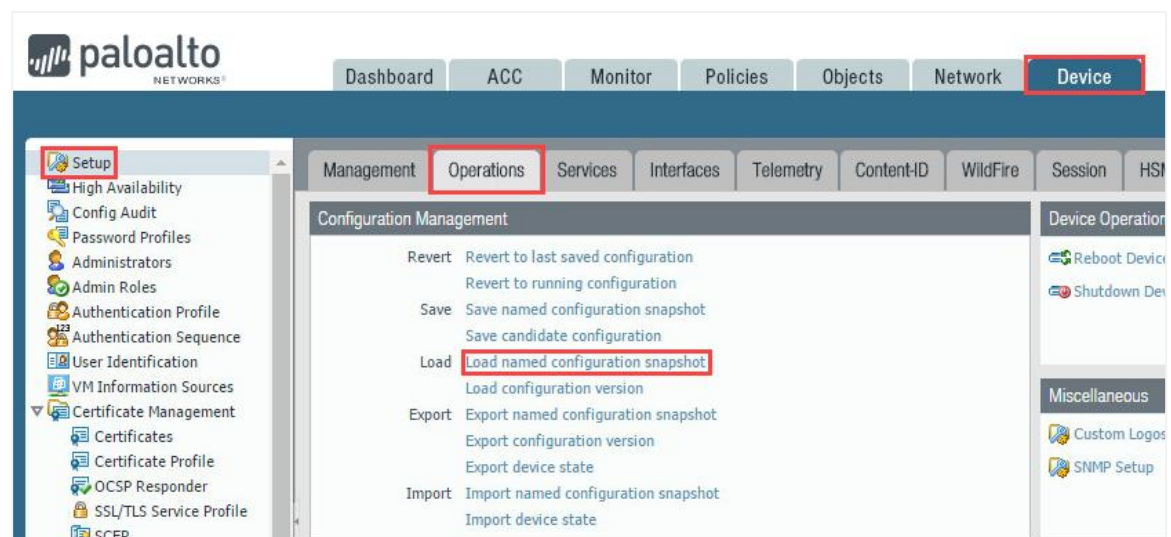 paloalto
NETWORKS®
Dashboard ACC Monitor Policies Objects Network Device
Setup
High Availability
Config Audit
Password Profiles
Administrators
Admin Roles
Authentication Profile
Authentication Sequence
User Identification
VM Information Sources
Certificate Management
Certificates
Certificate Profile
OCSP Responder
SSL/TLS Service Profile
SCEP
Management Operations Services Interfaces Telemetry Content-ID WildFire Session
Configuration Management
Revert Revert to last saved configuration
Revert to running configuration
Save Save named configuration snapshot
Save candidate configuration
Load Load named configuration snapshot
Load configuration version
Export Export named configuration snapshot
Export configuration version
Export device state
Import Import named configuration snapshot
Import device state
Device Operation
Reboot Device
Shutdown Dev
Miscellaneous
Custom Logos
SNMP Setup